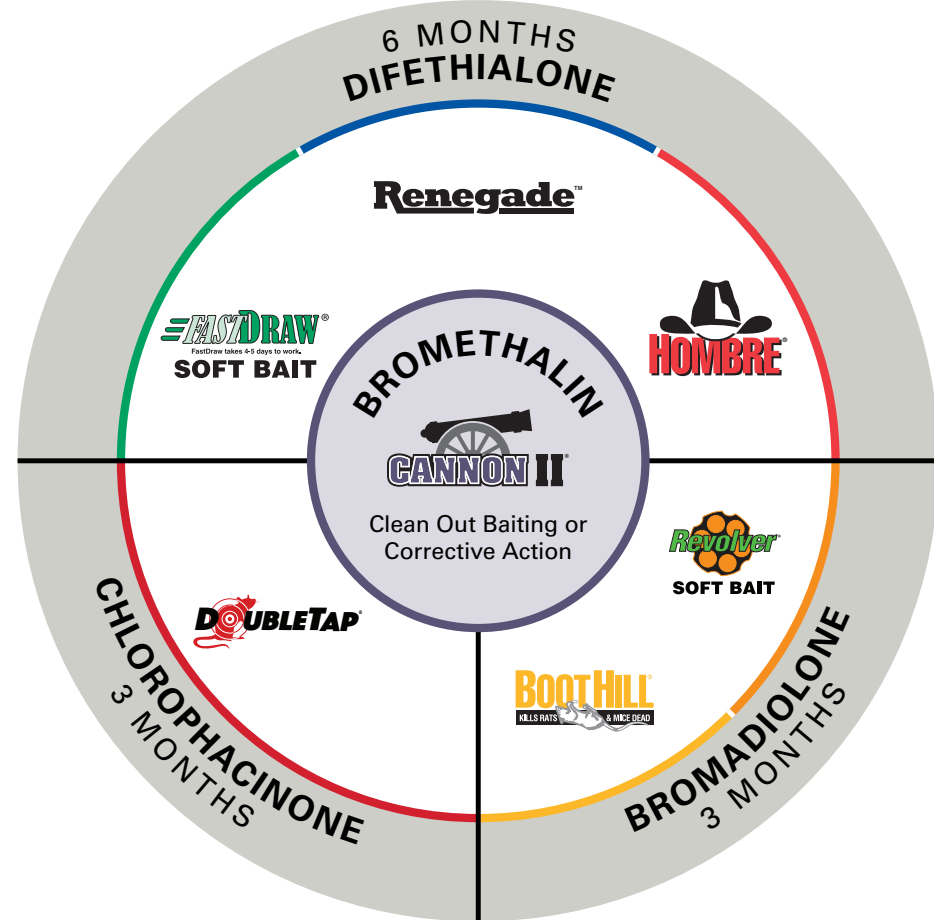 6 MONTHS
DIFETHIALONE
Renegade™
FASTDRAW®
FastDraw takes 4-5 days to work.
SOFT BAIT
HOMBRE®
BROMETHALIN
CANNON II®
Clean Out Baiting or
Corrective Action
Revolver®
SOFT BAIT
DOUBLETAP®
BOOTHILL®
KILLS RATS & MICE DEAD
CHLOROPHACINONE
3 MONTHS
BROMADIOLONE
3 MONTHS